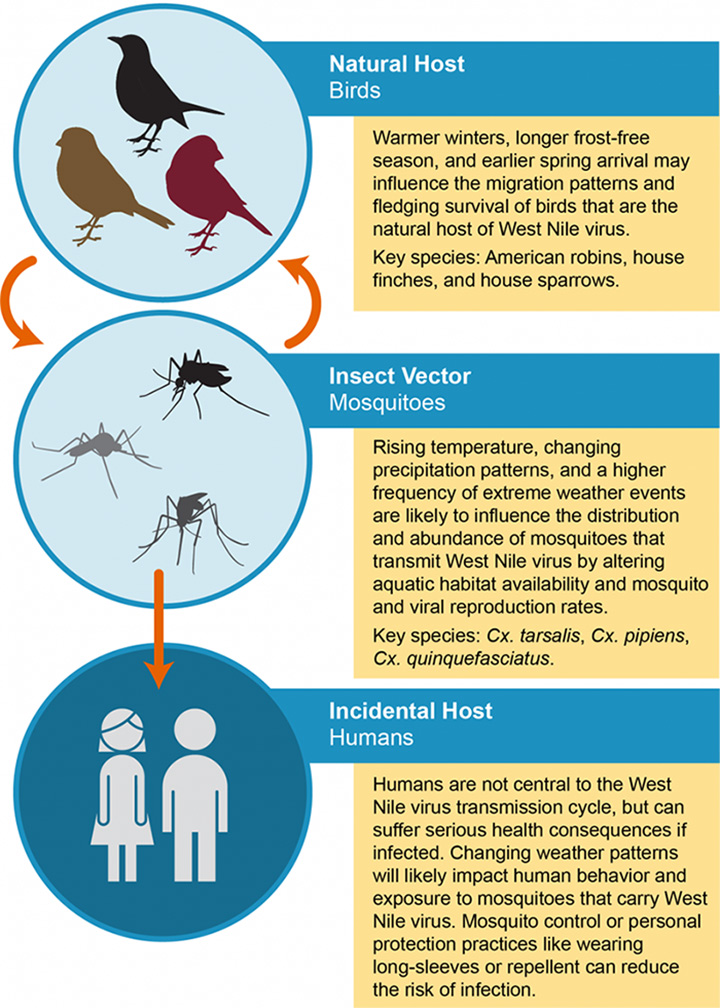 Natural Host
Birds
Warmer winters, longer frost-free
season, and earlier spring arrival may
influence the migration patterns and
fledging survival of birds that are the
natural host of West Nile virus.
Key species: American robins, house
finches, and house sparrows.
Insect Vector
Mosquitoes
Rising temperature, changing
precipitation patterns, and a higher
frequency of extreme weather events
are likely to influence the distribution
and abundance of mosquitoes that
transmit West Nile virus by altering
aquatic habitat availability and mosquito
and viral reproduction rates.
Key species: Cx. tarsalis, Cx. pipiens,
Cx. quinquefasciatus.
Incidental Host
Humans
Humans are not central to the West
Nile virus transmission cycle, but can
suffer serious health consequences if
infected. Changing weather patterns
will likely impact human behavior and
exposure to mosquitoes that carry West
Nile virus. Mosquito control or personal
protection practices like wearing
long-sleeves or repellent can reduce
the risk of infection.